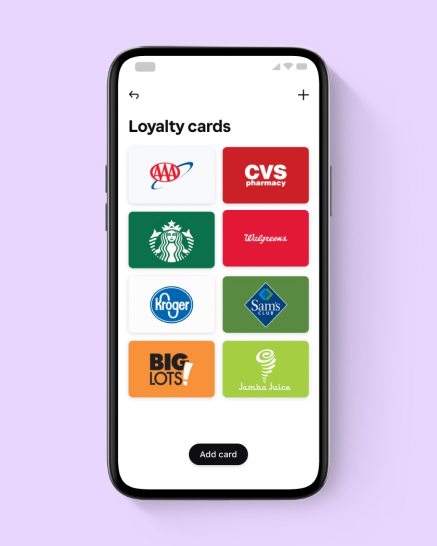 Loyalty cards
AAA
CVS
pharmacy
Walgreens
Kroger
Sam's
CLUB
BIG
LOTS!
Jamba Juice
Add card